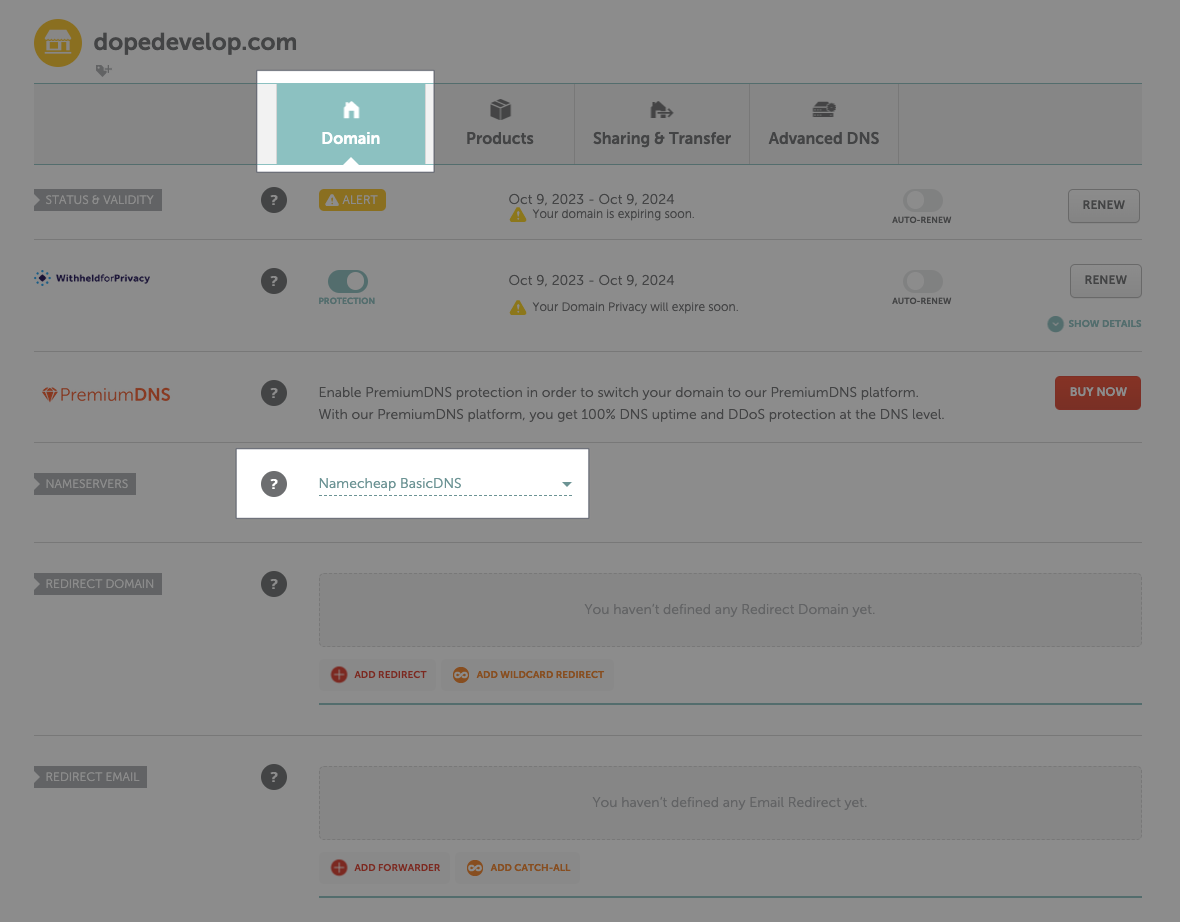 dopedevelop.com
Domain
Products
Sharing & Transfer
Advanced DNS
STATUS & VALIDITY
?
ALERT
Oct 9, 2023 - Oct 9, 2024
Your domain is expiring soon.
AUTO-RENEW
RENEW
WithheldforPrivacy
?
PROTECTION
Oct 9, 2023 - Oct 9, 2024
Your Domain Privacy will expire soon.
AUTO-RENEW
RENEW
SHOW DETAILS
PremiumDNS
?
Enable PremiumDNS protection in order to switch your domain to our PremiumDNS platform.
With our PremiumDNS platform, you get 100% DNS uptime and DDoS protection at the DNS level.
BUY NOW
NAMESERVERS
?
Namecheap BasicDNS
REDIRECT DOMAIN
?
You haven't defined any Redirect Domain yet.
ADD REDIRECT
ADD WILDCARD REDIRECT
REDIRECT EMAIL
?
You haven't defined any Email Redirect yet.
ADD FORWARDER
ADD CATCH-ALL